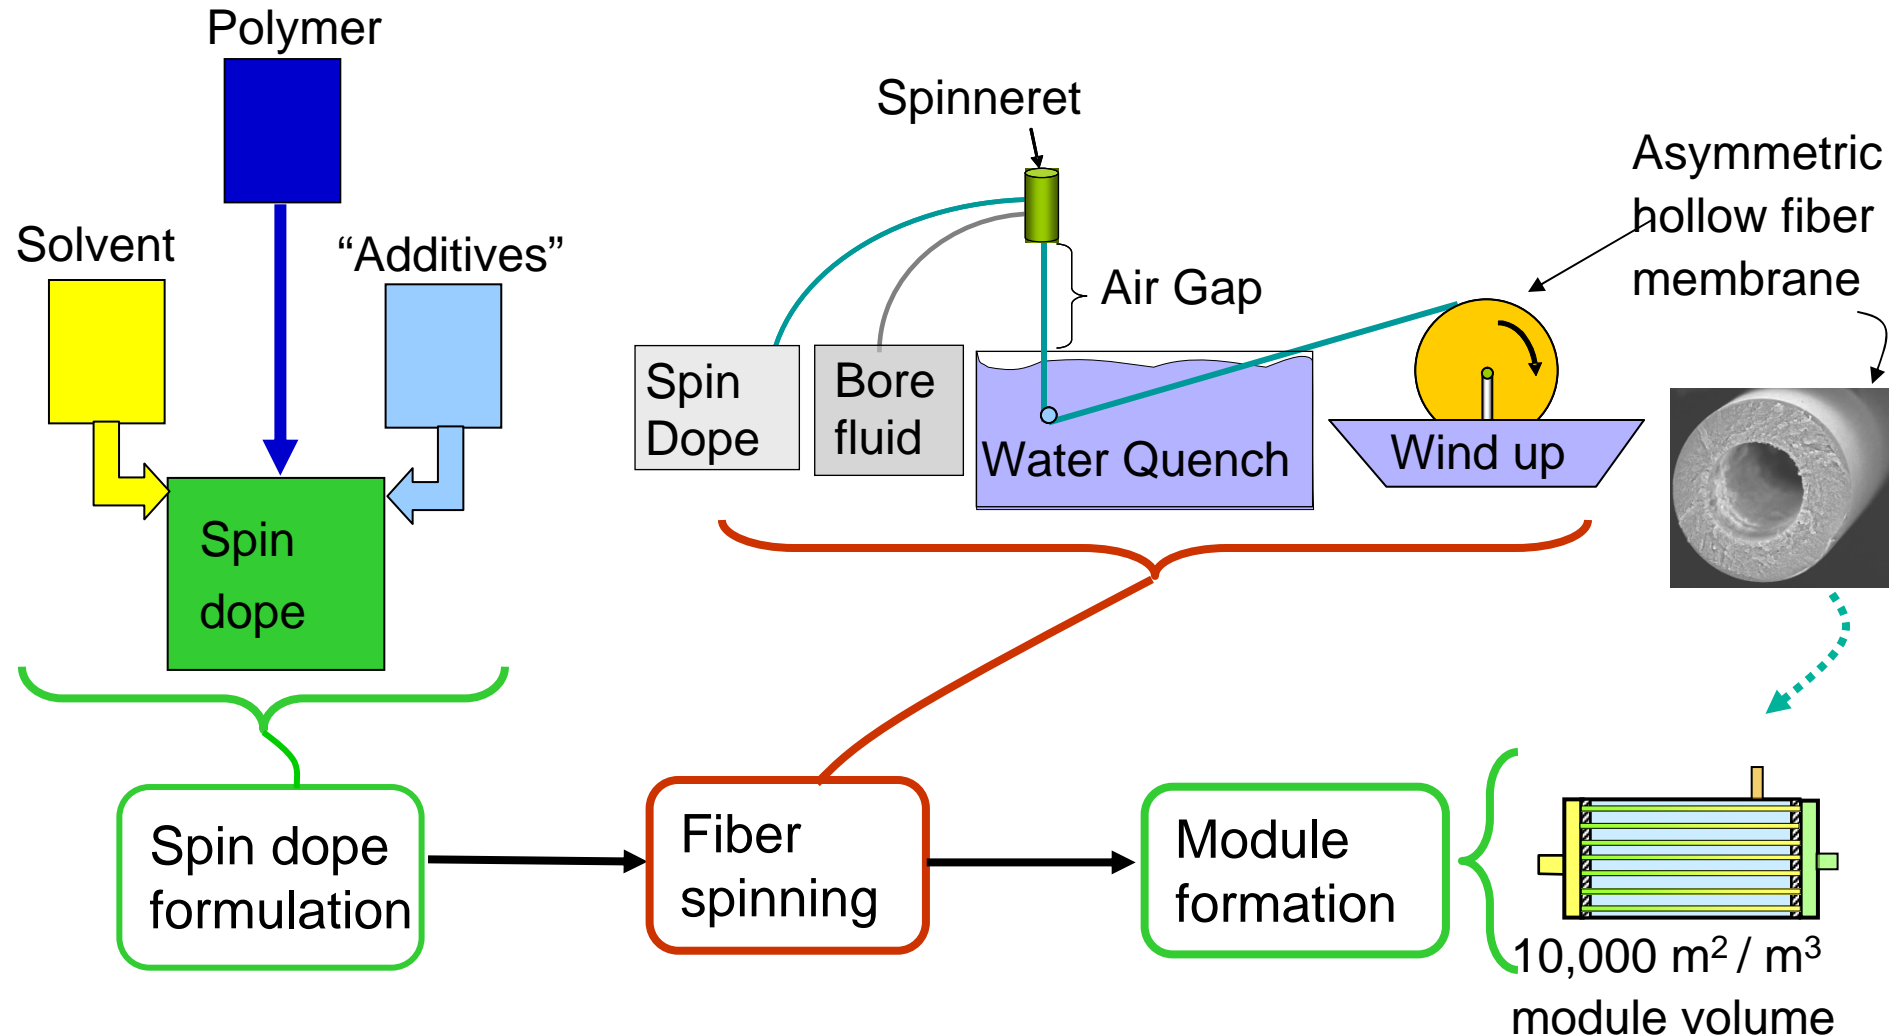 Polymer
Solvent
“Additives”
Spin
dope
Spinneret
Air Gap
Spin
Dope
Bore
fluid
Water Quench
Wind up
Asymmetric
hollow fiber
membrane
Spin dope
formulation
Fiber
spinning
Module
formation
10,000 m² / m³
module volume